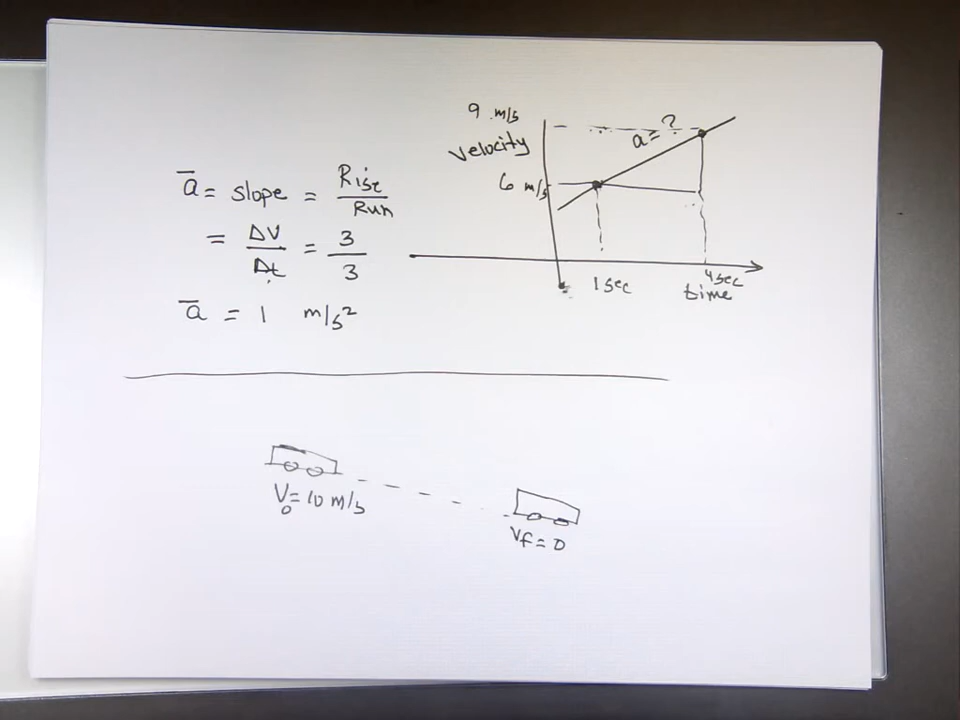 ā = slope = Rise / Run
= Δv / Δt = 3 / 3
ā = 1 m/s²
9 m/s
velocity
a = ?
6 m/s
1 sec
4 sec
time
V₀ = 10 m/s
Vf = 0